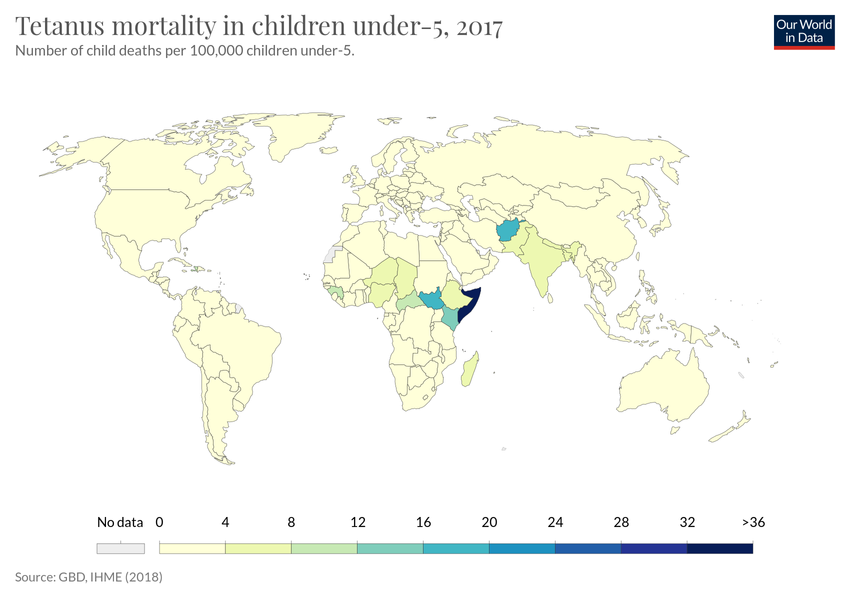 Tetanus mortality in children under-5, 2017
Number of child deaths per 100,000 children under-5.
Our World
in Data
No data 0 4 8 12 16 20 24 28 32 >36
Source: GBD, IHME (2018)